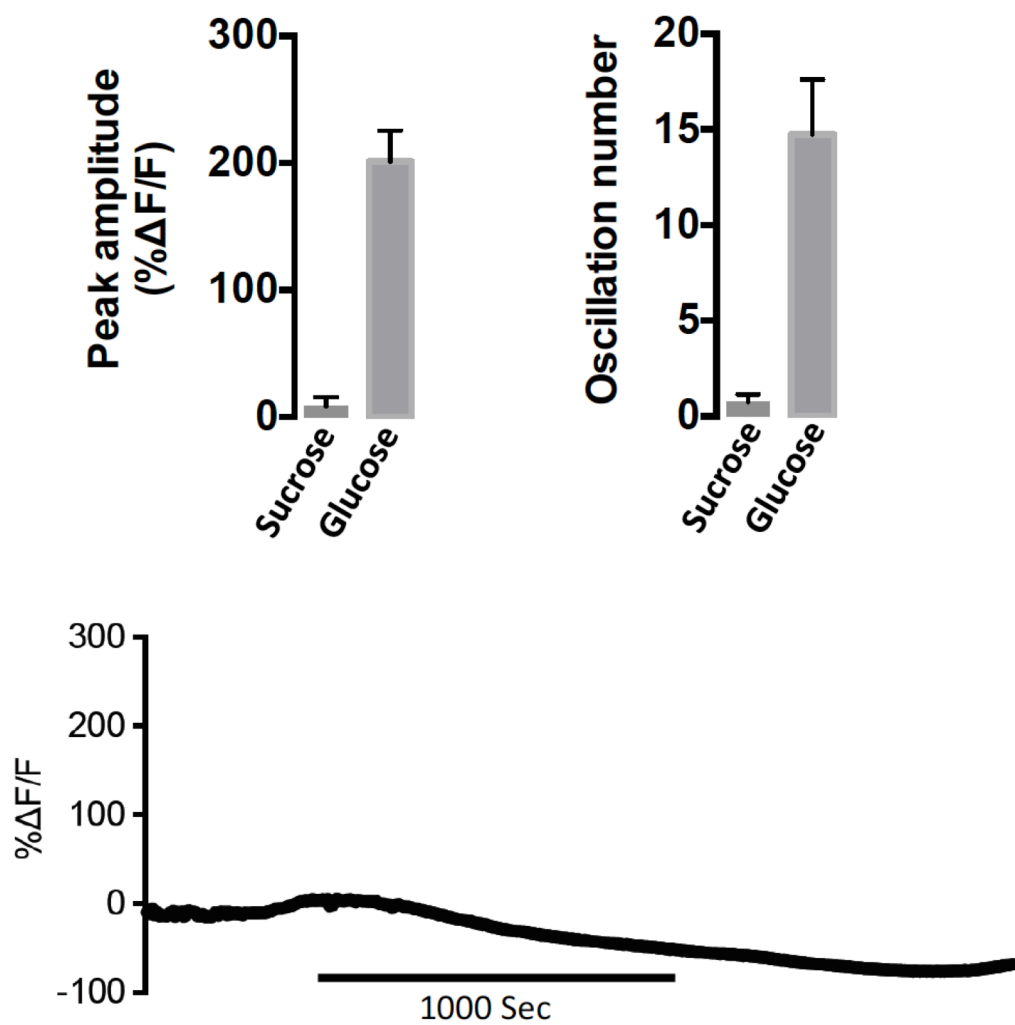 Peak amplitude
(%ΔF/F)
300
200
100
0
Sucrose
Glucose
Oscillation number
20
15
10
5
0
Sucrose
Glucose
%ΔF/F
300
200
100
0
-100
1000 Sec